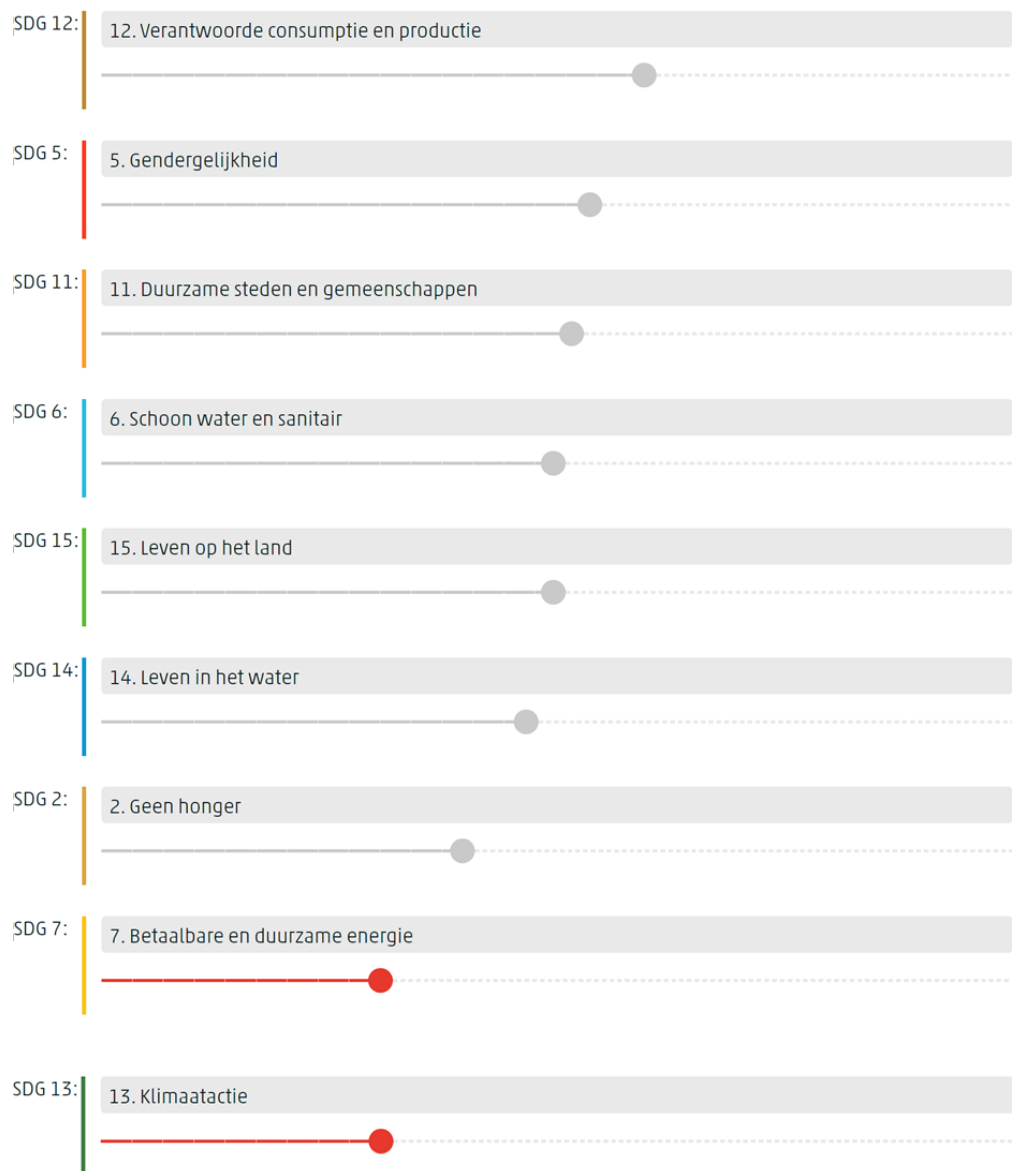 SDG 12:
12. Verantwoorde consumptie en productie
SDG 5:
5. Gendergelijkheid
SDG 11:
11. Duurzame steden en gemeenschappen
SDG 6:
6. Schoon water en sanitair
SDG 15:
15. Leven op het land
SDG 14:
14. Leven in het water
SDG 2:
2. Geen honger
SDG 7:
7. Betaalbare en duurzame energie
SDG 13:
13. Klimaatactie